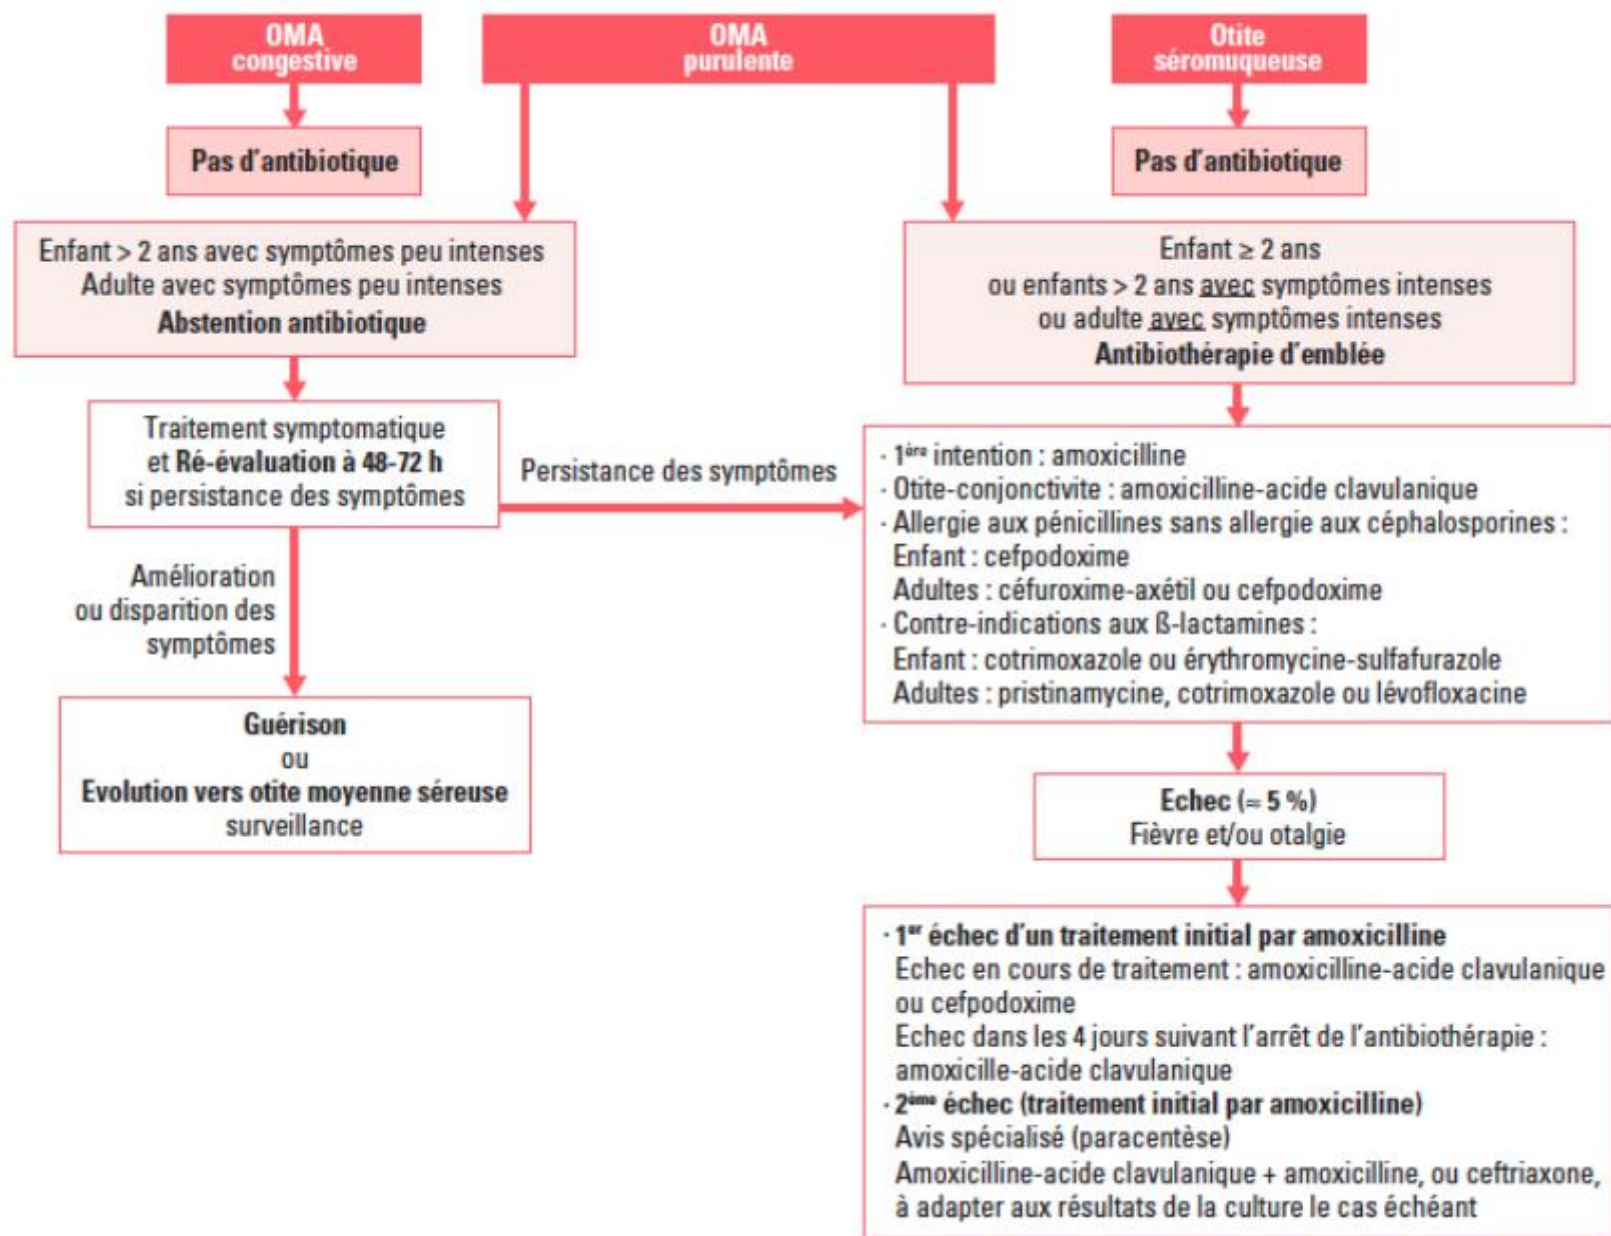 OMA
congestive
OMA
purulente
Otite
séromuqueuse
Pas d'antibiotique
Pas d'antibiotique
Enfant > 2 ans avec symptômes peu intenses
Adulte avec symptômes peu intenses
Abstention antibiotique
Enfant ≥ 2 ans
ou enfants > 2 ans avec symptômes intenses
ou adulte avec symptômes intenses
Antibiothérapie d'emblée
Traitement symptomatique
et Ré-évaluation à 48-72 h
si persistance des symptômes
Persistance des symptômes
· 1ère intention : amoxicilline
· Otite-conjonctivite : amoxicilline-acide clavulanique
· Allergie aux pénicillines sans allergie aux céphalosporines :
Enfant : cefpodoxime
Adultes : céfuroxime-axétil ou cefpodoxime
· Contre-indications aux ß-lactamines :
Enfant : cotrimoxazole ou érythromycine-sulfafurazole
Adultes : pristinamycine, cotrimoxazole ou lévofloxacine
Amélioration
ou disparition des
symptômes
Guérison
ou
Evolution vers otite moyenne séreuse
surveillance
Echec (≈ 5 %)
Fièvre et/ou otalgie
· 1er échec d'un traitement initial par amoxicilline
Echec en cours de traitement : amoxicilline-acide clavulanique
ou cefpodoxime
Echec dans les 4 jours suivant l'arrêt de l'antibiothérapie :
amoxicille-acide clavulanique
· 2ème échec (traitement initial par amoxicilline)
Avis spécialisé (paracentèse)
Amoxicilline-acide clavulanique + amoxicilline, ou ceftriaxone,
à adapter aux résultats de la culture le cas échéant